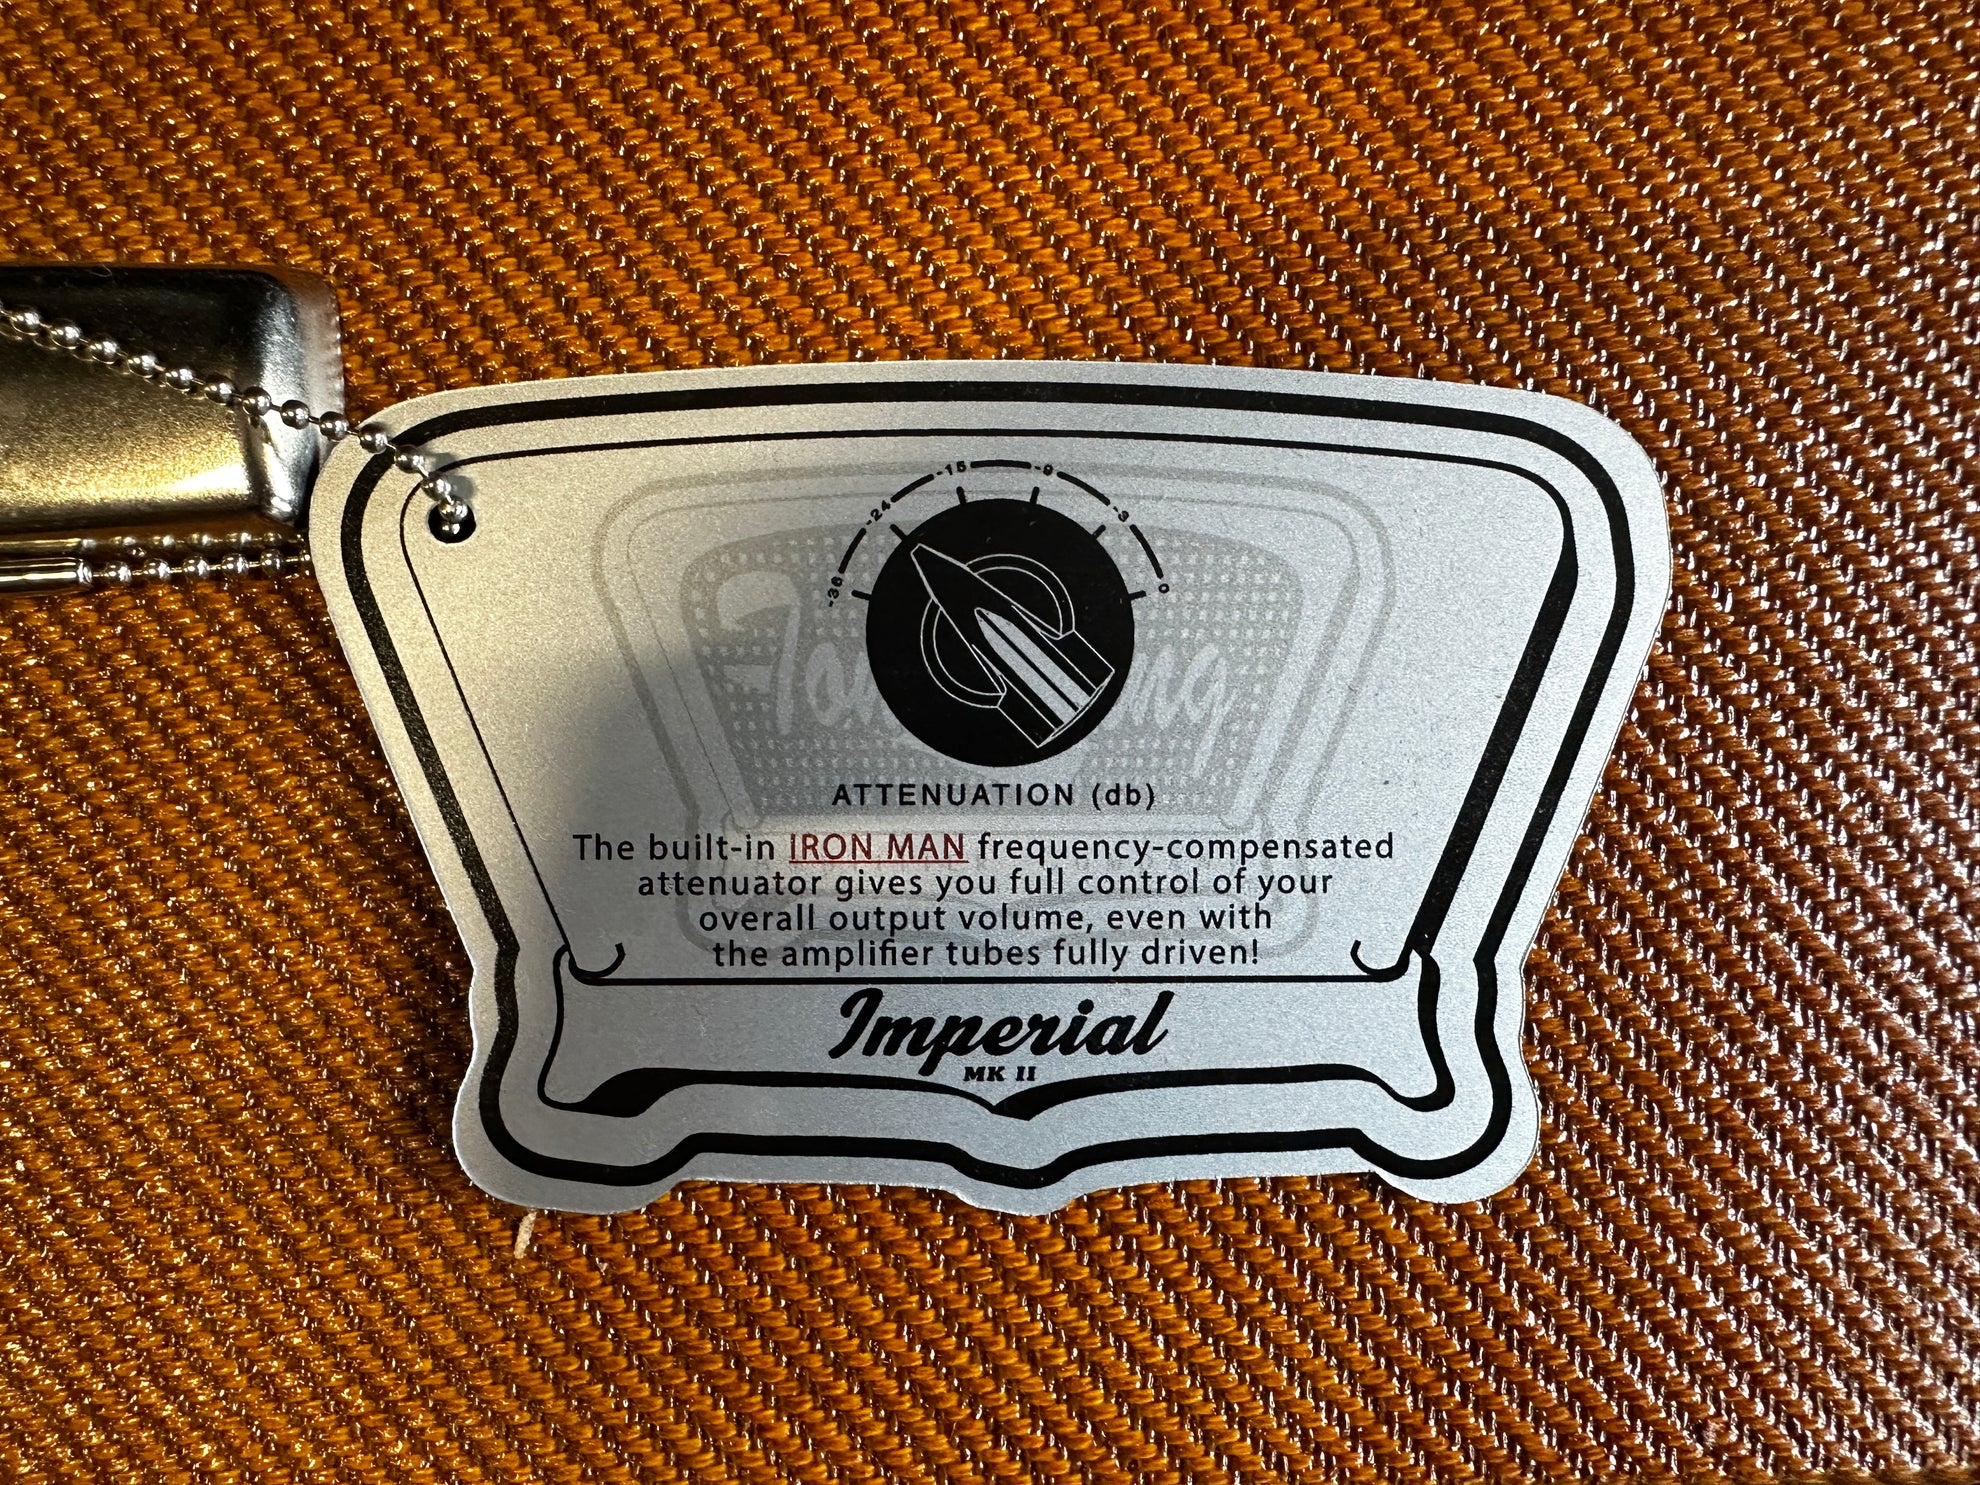 -36 -24 -15 -9 -3 0
ATTENUATION (db)
The built-in IRON MAN frequency-compensated
attenuator gives you full control of your
overall output volume, even with
the amplifier tubes fully driven!
Imperial
MK II